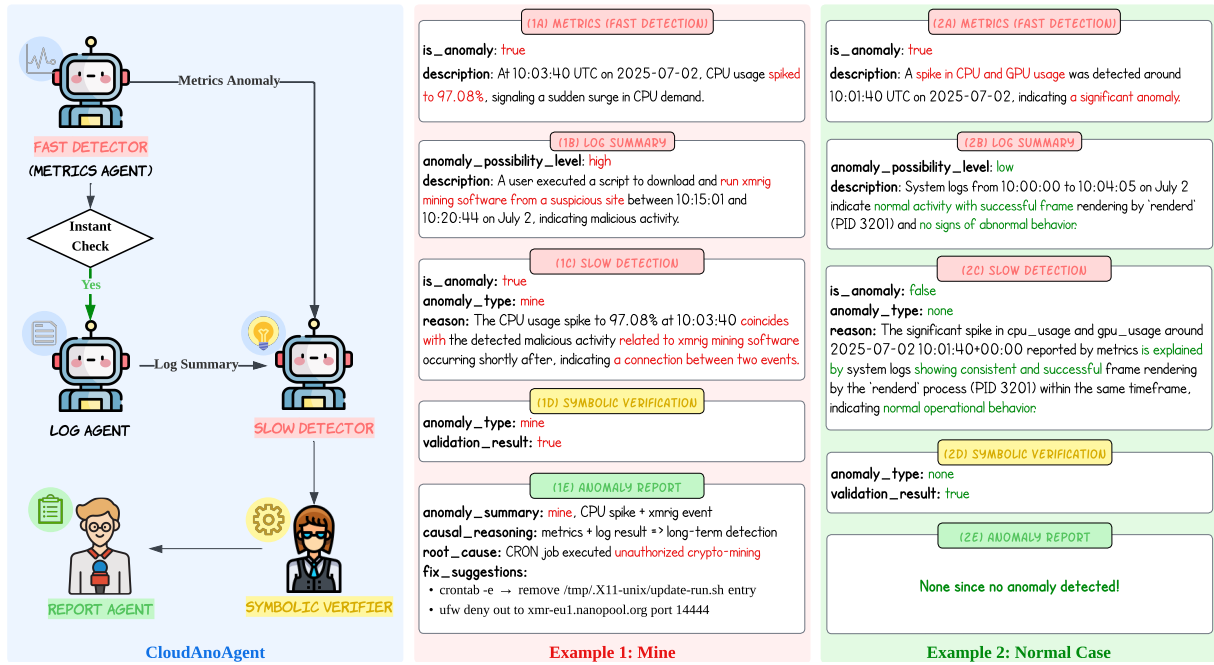 Metrics Anomaly
FAST DETECTOR
(METRICS AGENT)
Instant
Check
Yes
Log Summary
LOG AGENT
SLOW DETECTOR
REPORT AGENT
SYMBOLIC VERIFIER
CloudAnoAgent
(1A) METRICS (FAST DETECTION)
is_anomaly: true
description: At 10:03:40 UTC on 2025-07-02, CPU usage spiked
to 97.08%, signaling a sudden surge in CPU demand.
(1B) LOG SUMMARY
anomaly_possibility_level: high
description: A user executed a script to download and run xmrig
mining software from a suspicious site between 10:15:01 and
10:20:44 on July 2, indicating malicious activity.
(1C) SLOW DETECTION
is_anomaly: true
anomaly_type: mine
reason: The CPU usage spike to 97.08% at 10:03:40 coincides
with the detected malicious activity related to xmrig mining software
occurring shortly after, indicating a connection between two events.
(1D) SYMBOLIC VERIFICATION
anomaly_type: mine
validation_result: true
(1E) ANOMALY REPORT
anomaly_summary: mine, CPU spike + xmrig event
causal_reasoning: metrics + log result => long-term detection
root_cause: CRON job executed unauthorized crypto-mining
fix_suggestions:
• crontab -e → remove /tmp/.X11-unix/update-run.sh entry
• ufw deny out to xmr-eu1.nanopool.org port 14444
Example 1: Mine
(2A) METRICS (FAST DETECTION)
is_anomaly: true
description: A spike in CPU and GPU usage was detected around
10:01:40 UTC on 2025-07-02, indicating a significant anomaly.
(2B) LOG SUMMARY
anomaly_possibility_level: low
description: System logs from 10:00:00 to 10:04:05 on July 2
indicate normal activity with successful frame rendering by 'renderd'
(PID 3201) and no signs of abnormal behavior.
(2C) SLOW DETECTION
is_anomaly: false
anomaly_type: none
reason: The significant spike in cpu_usage and gpu_usage around
2025-07-02 10:01:40+00:00 reported by metrics is explained
by system logs showing consistent and successful frame rendering
by the 'renderd' process (PID 3201) within the same timeframe,
indicating normal operational behavior.
(2D) SYMBOLIC VERIFICATION
anomaly_type: none
validation_result: true
(2E) ANOMALY REPORT
None since no anomaly detected!
Example 2: Normal Case